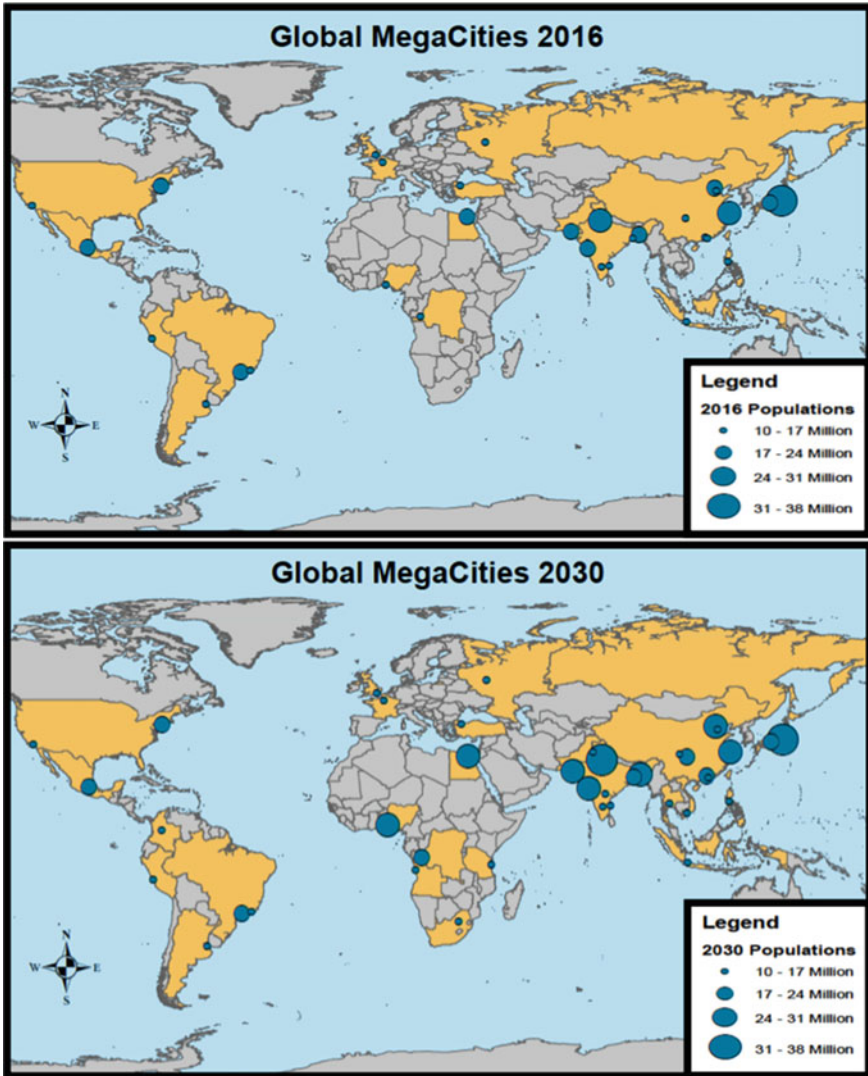 Global MegaCities 2016
N
W E
S
Legend
2016 Populations
10 - 17 Million
17 - 24 Million
24 - 31 Million
31 - 38 Million
Global MegaCities 2030
N
W E
S
Legend
2030 Populations
10 - 17 Million
17 - 24 Million
24 - 31 Million
31 - 38 Million